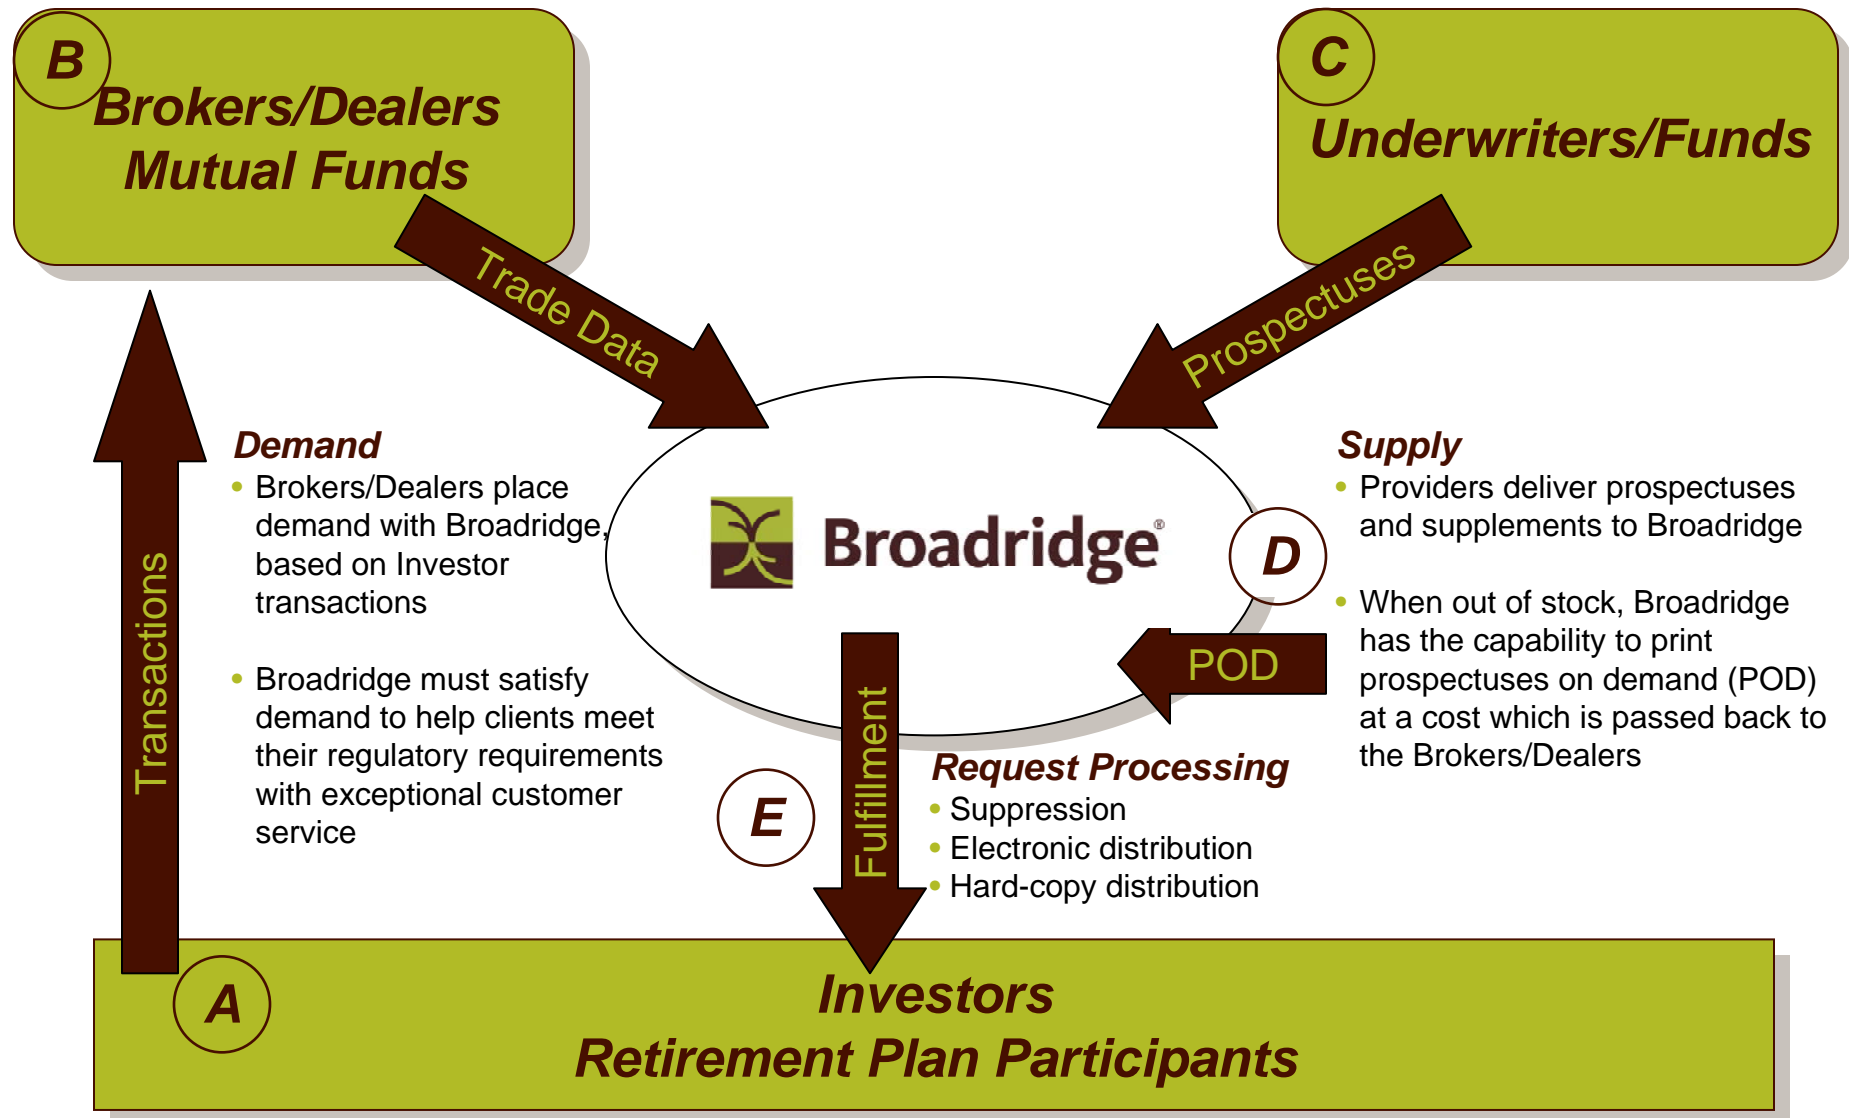 B
Brokers/Dealers
Mutual Funds
C
Underwriters/Funds
Trade Data
Prospectuses
Transactions
Demand
• Brokers/Dealers place
demand with Broadridge,
based on Investor
transactions
• Broadridge must satisfy
demand to help clients meet
their regulatory requirements
with exceptional customer
service
Broadridge®
D
Supply
• Providers deliver prospectuses
and supplements to Broadridge
• When out of stock, Broadridge
has the capability to print
prospectuses on demand (POD)
at a cost which is passed back to
the Brokers/Dealers
POD
Fulfillment
E
Request Processing
• Suppression
• Electronic distribution
• Hard-copy distribution
A
Investors
Retirement Plan Participants